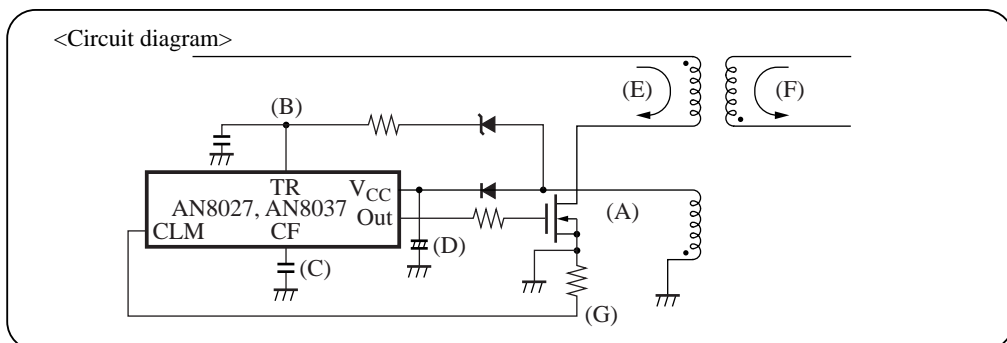 <Circuit diagram>
(E)
(F)
(B)
TR
VCC
AN8027, AN8037
Out
(A)
CLM
CF
(D)
(C)
(G)